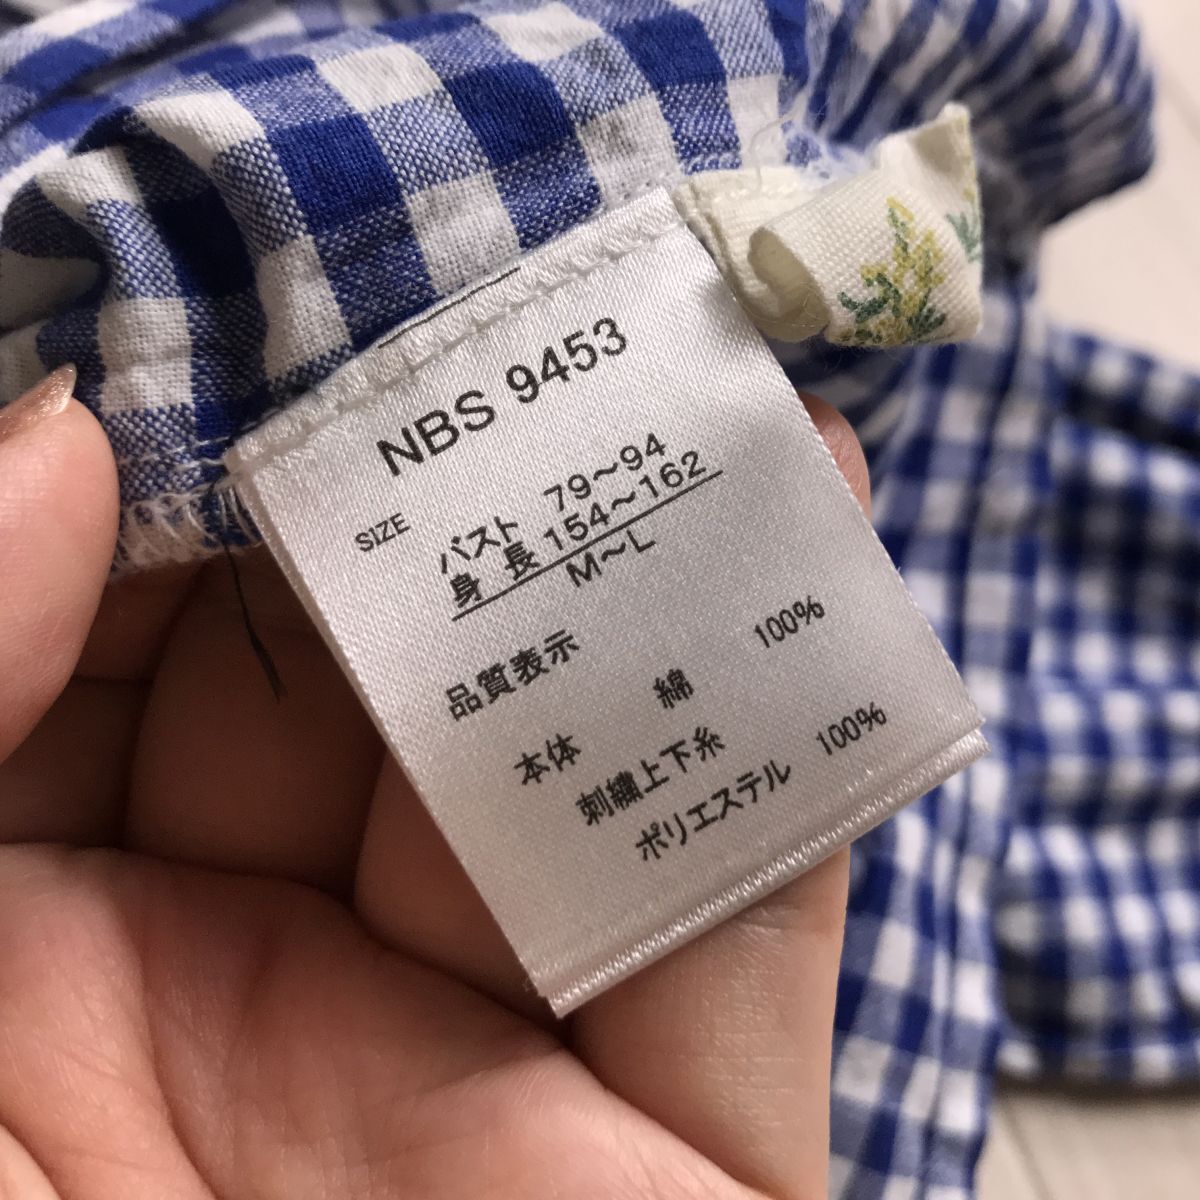 NBS 9453
SIZE
バスト 79～94
身 長 154～162
M～L
品質表示
本体 綿 100%
刺繍上下糸
ポリエステル 100%